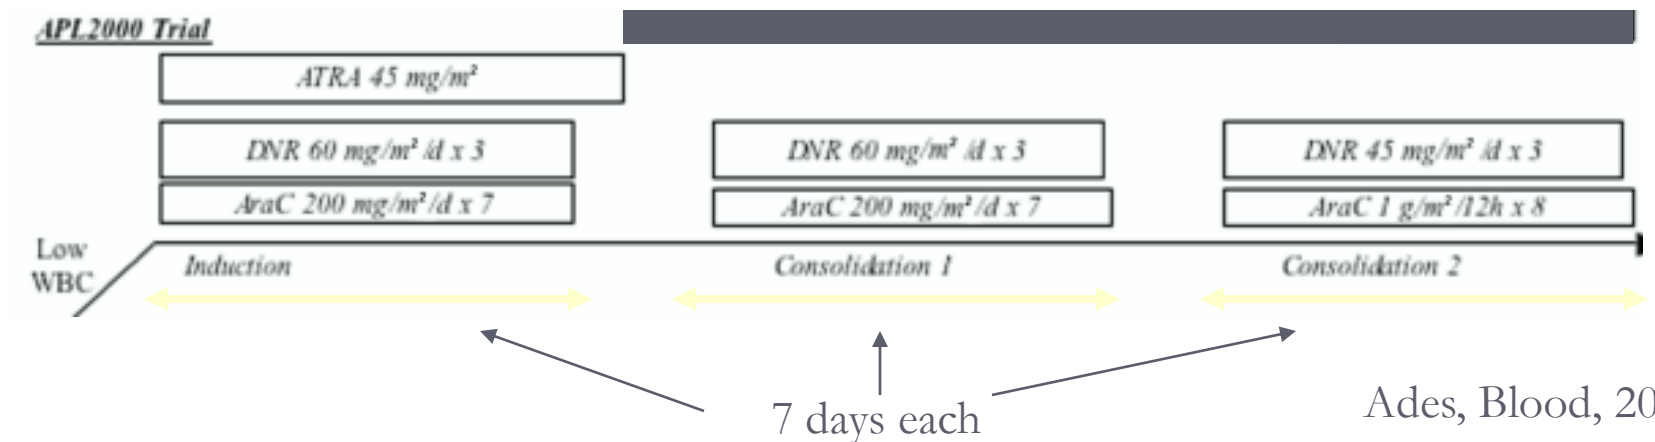 APL2000 Trial
ATRA 45 mg/m²
DNR 60 mg/m² /d x 3
DNR 60 mg/m² /d x 3
DNR 45 mg/m² /d x 3
AraC 200 mg/m²/d x 7
AraC 200 mg/m²/d x 7
AraC 1 g/m²/12h x 8
Low
WBC
Induction
Consolidation 1
Consolidation 2
7 days each
Ades, Blood, 20